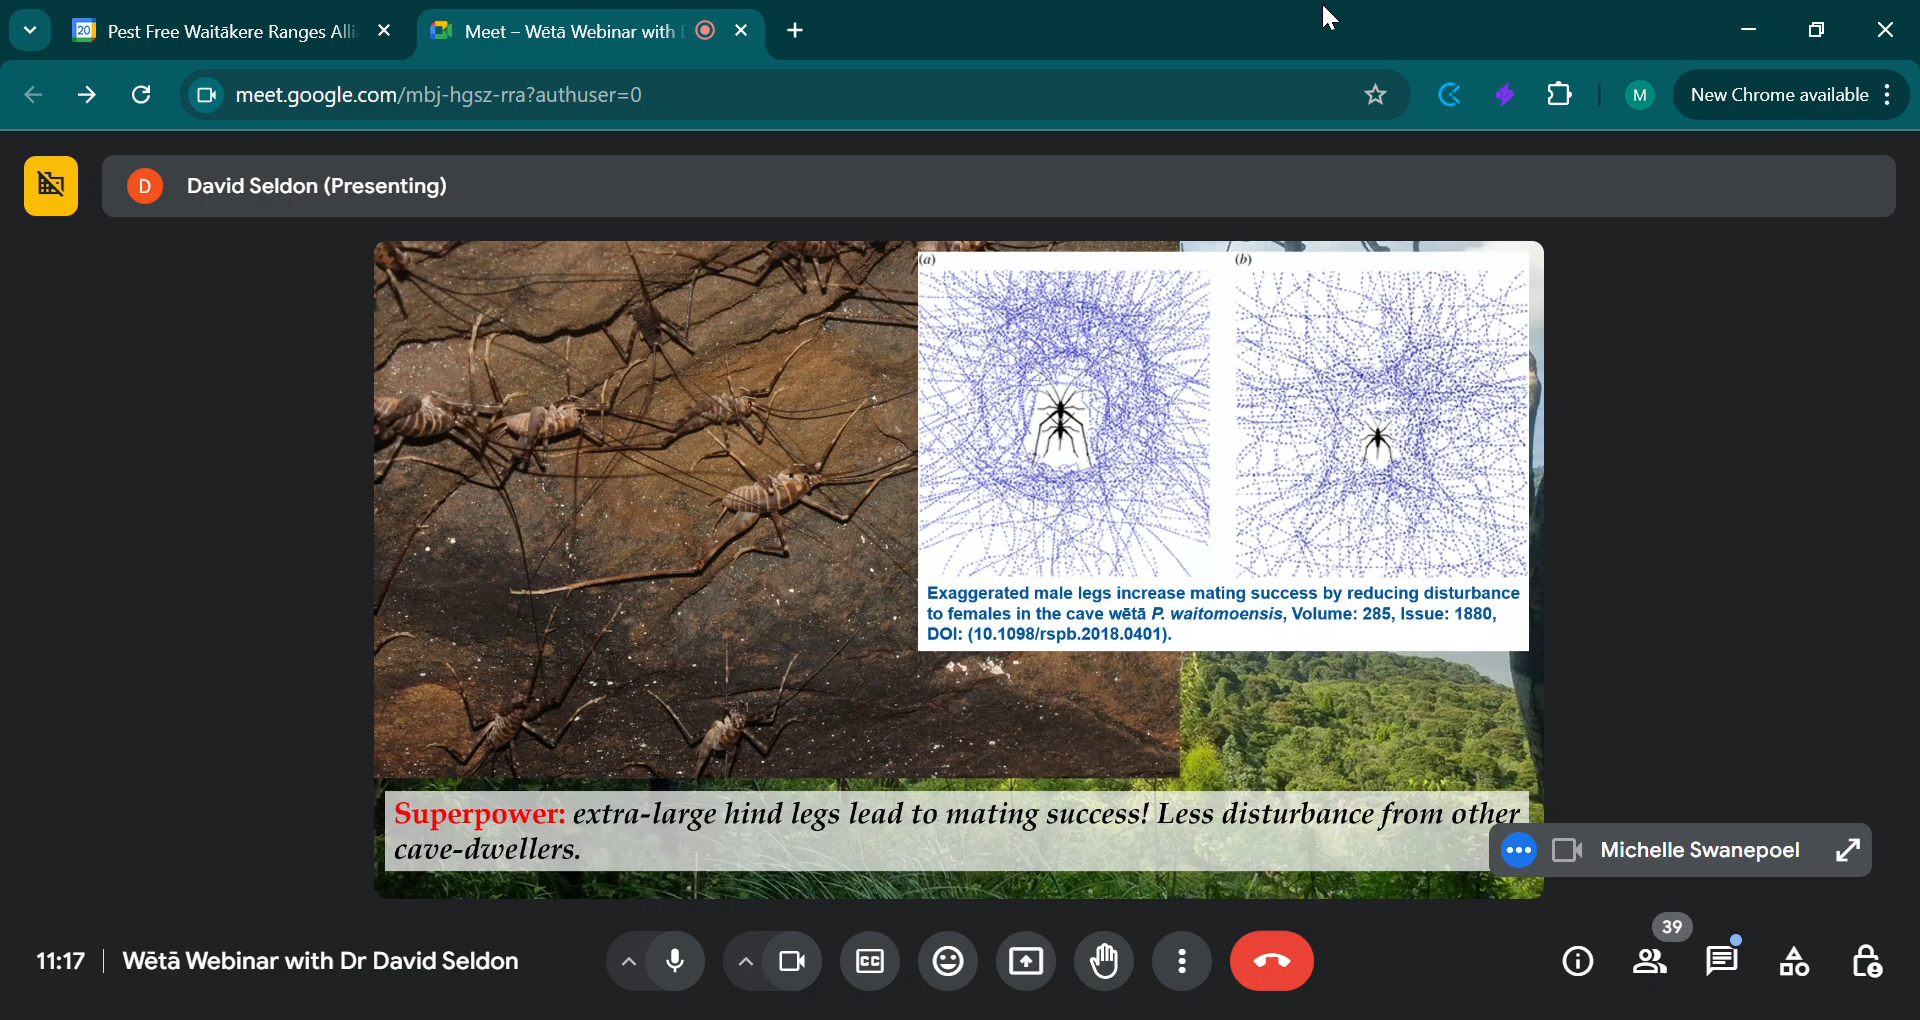 Pest Free Waitākere Ranges Alli
Meet – Wētā Webinar with
meet.google.com/mbj-hgsz-rra?authuser=0
M
New Chrome available
D
David Seldon (Presenting)
(a)
(b)
Exaggerated male legs increase mating success by reducing disturbance
to females in the cave wētā P. waitomoensis, Volume: 285, Issue: 1880,
DOI: (10.1098/rspb.2018.0401).
Superpower: extra-large hind legs lead to mating success! Less disturbance from other
cave-dwellers.
Michelle Swanepoel
39
11:17
Wētā Webinar with Dr David Seldon
CC